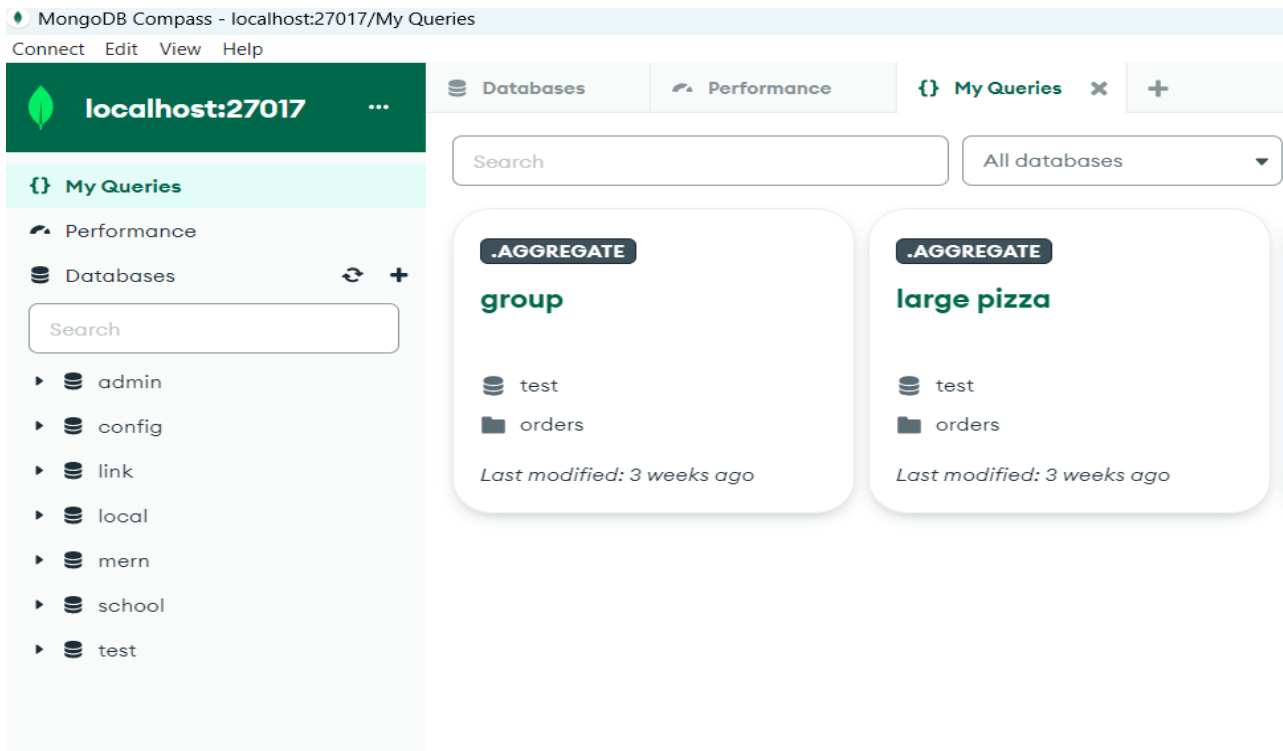 MongoDB Compass - localhost:27017/My Queries
Connect Edit View Help
localhost:27017 ...
{} My Queries
Performance
Databases
Search
admin
config
link
local
mern
school
test
Databases
Performance
{} My Queries
Search
All databases
.AGGREGATE
group
test
orders
Last modified: 3 weeks ago
.AGGREGATE
large pizza
test
orders
Last modified: 3 weeks ago